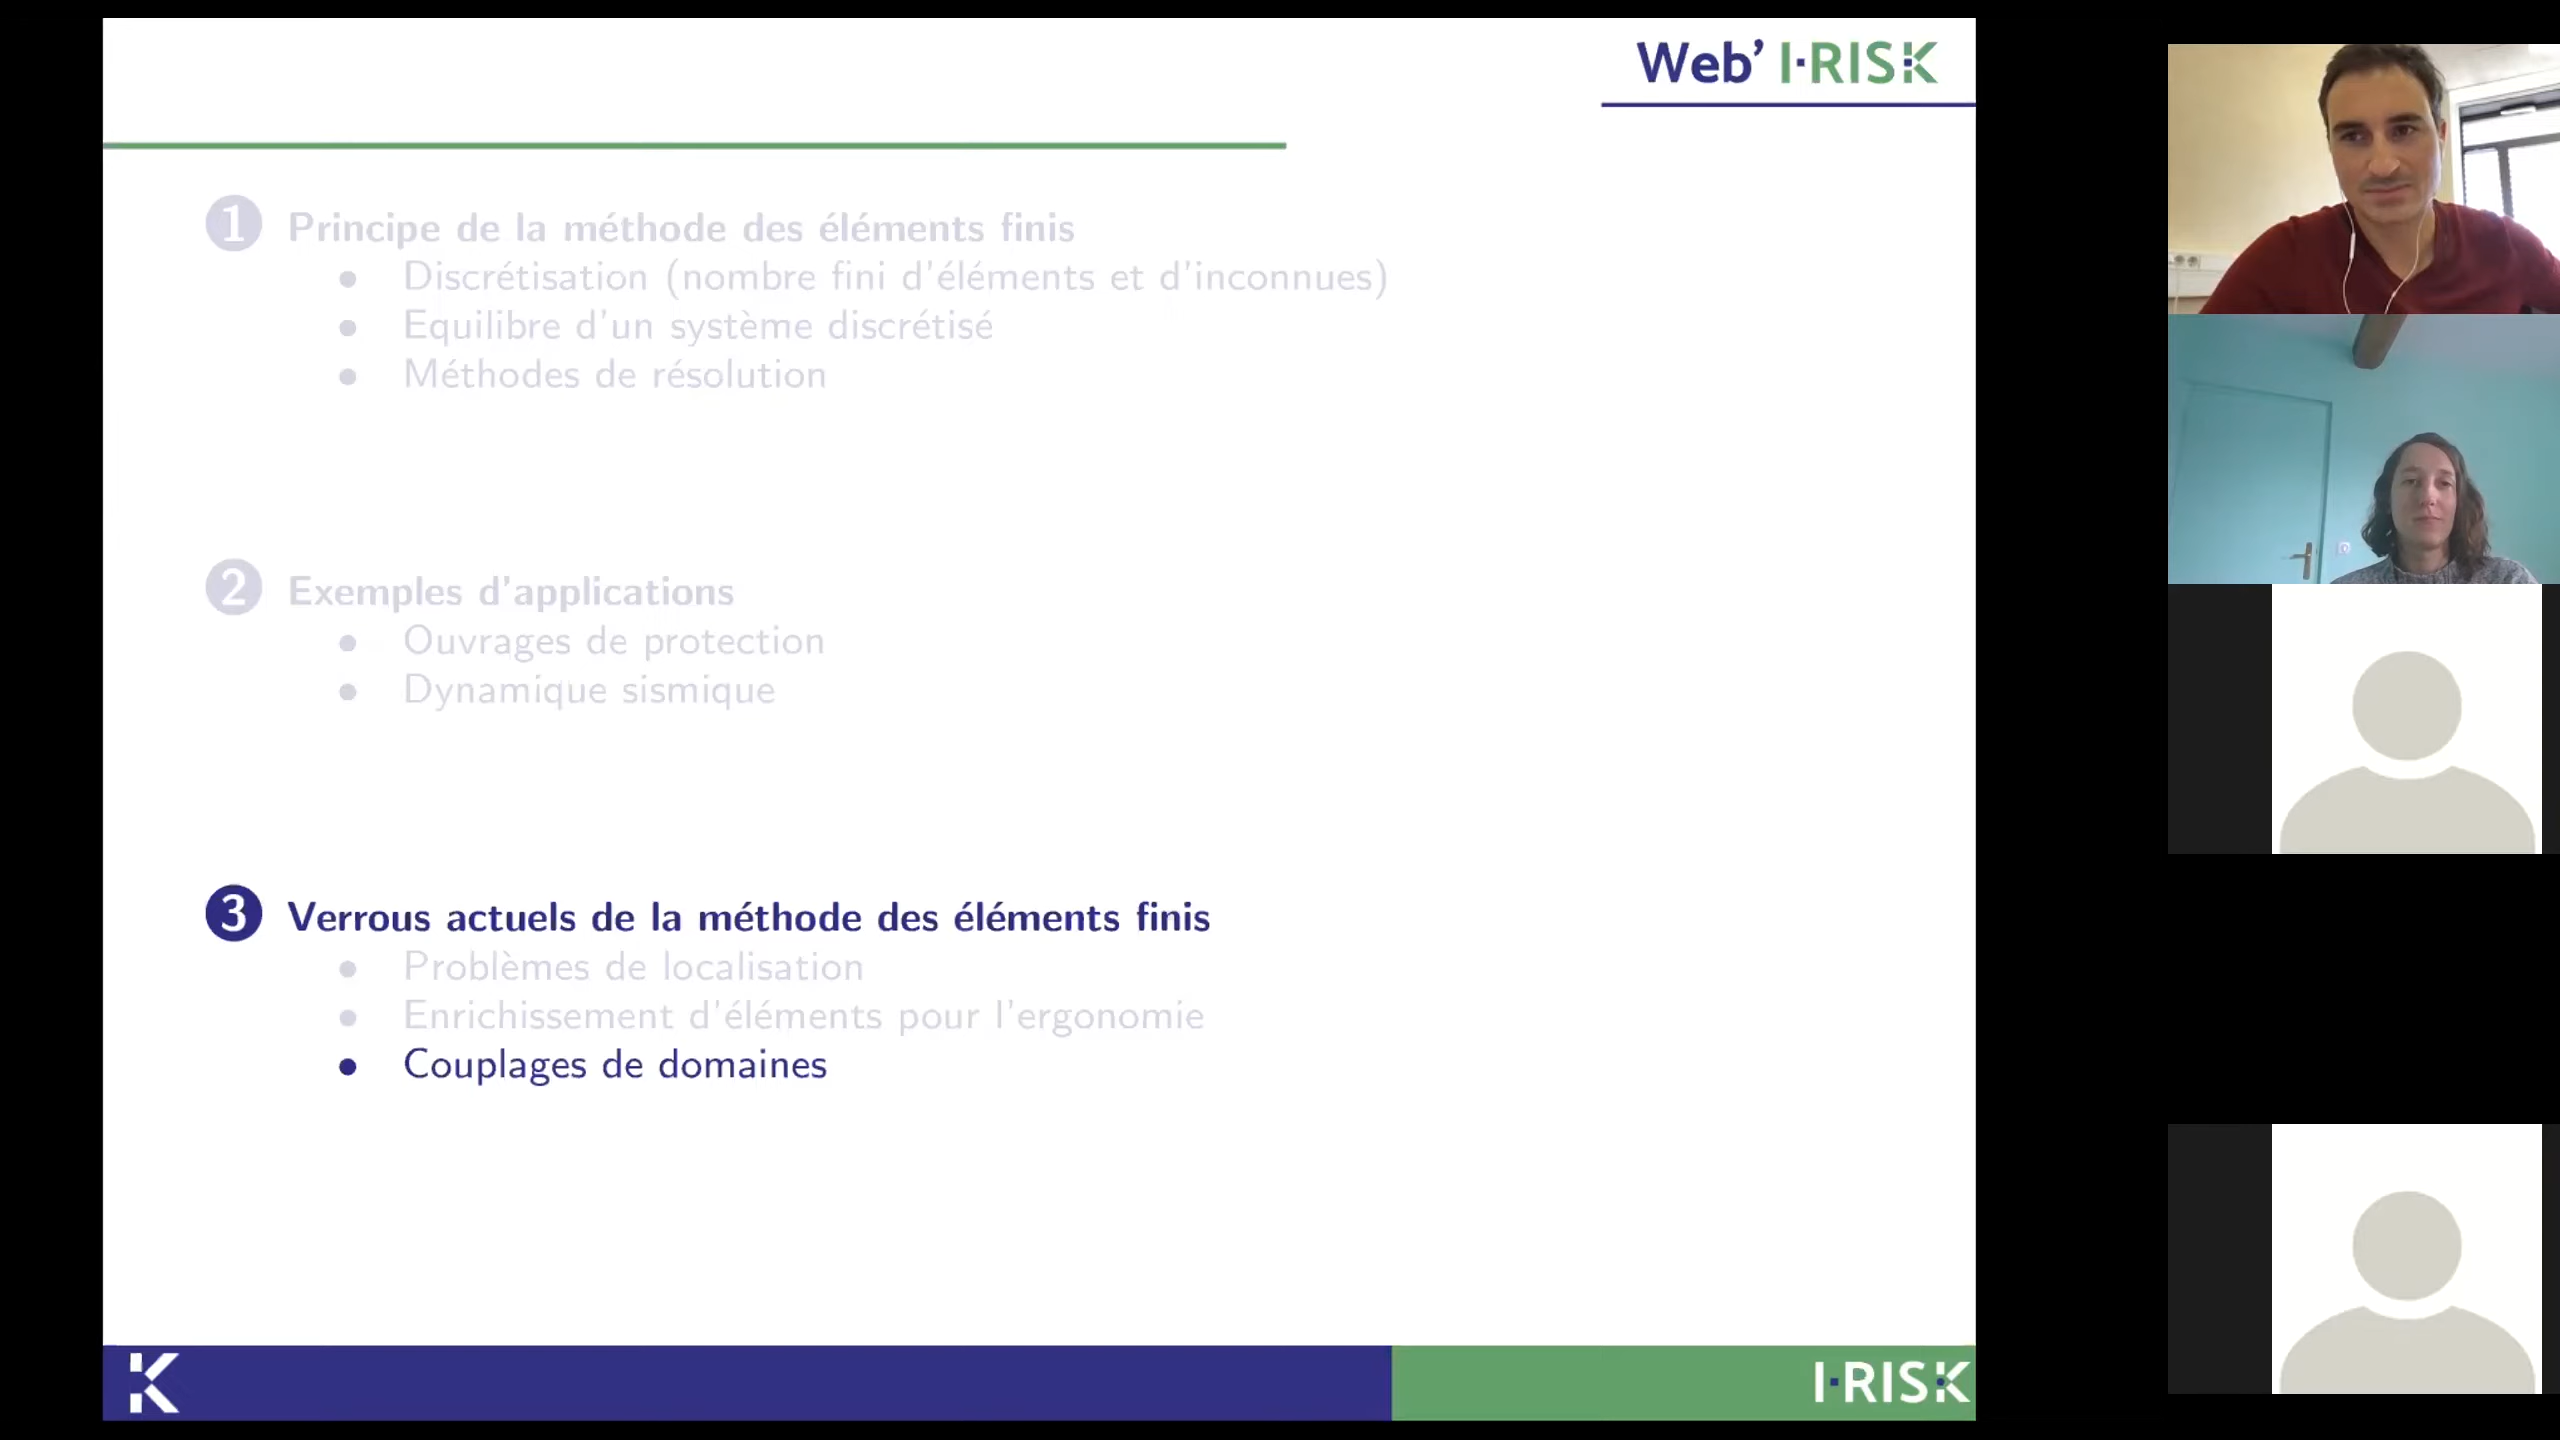 Web' I·RISK
1 Principe de la méthode des éléments finis
• Discrétisation (nombre fini d'éléments et d'inconnues)
• Equilibre d'un système discrétisé
• Méthodes de résolution
2 Exemples d'applications
• Ouvrages de protection
• Dynamique sismique
3 Verrous actuels de la méthode des éléments finis
• Problèmes de localisation
• Enrichissement d'éléments pour l'ergonomie
• Couplages de domaines
K
I·RISK